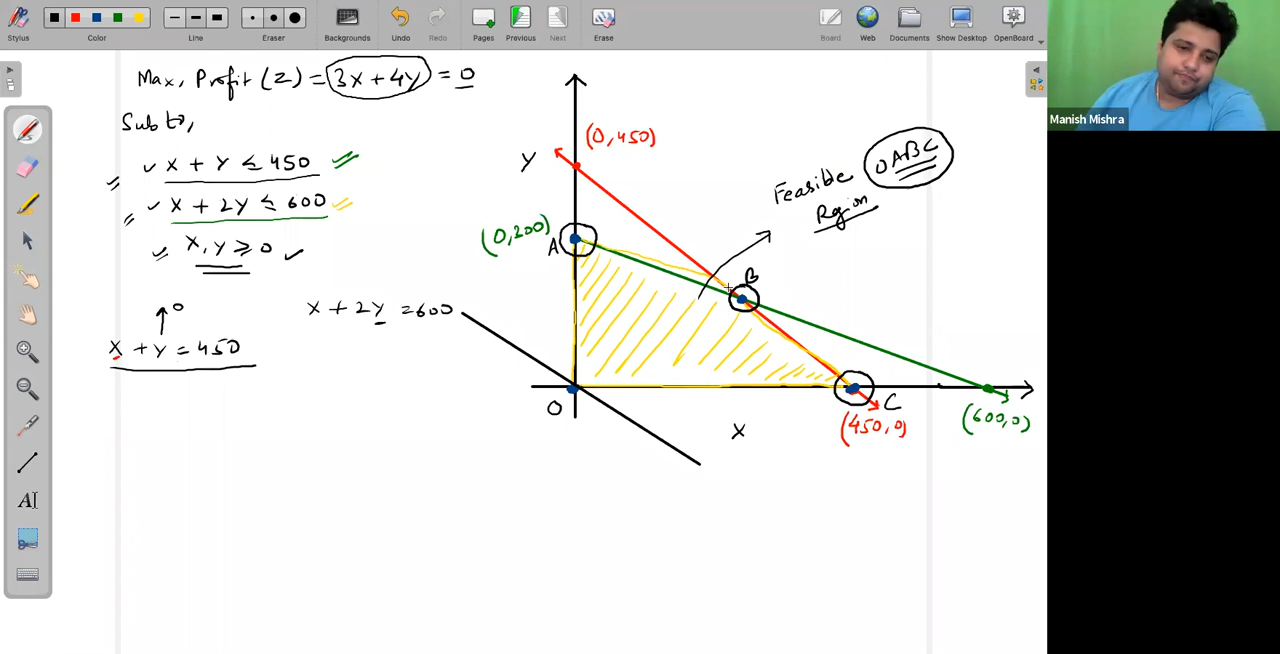 Stylus
Color
Line
Eraser
Backgrounds
Undo
Redo
Pages
Previous
Next
Erase
Board
Web
Documents
Show Desktop
OpenBoard
Manish Mishra
Max. Profit (Z) = 3x + 4y = 0
Sub to,
x + y ≤ 450
x + 2y ≤ 600
x, y ≥ 0
0
x + 2y = 600
x + y = 450
Y
(0,450)
(0,200)
A
B
Feasible
Region
OABC
O
C
(450,0)
(600,0)
X
AI